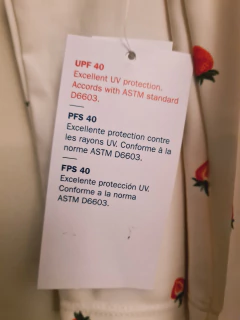 UPF 40
Excellent UV protection.
Accords with ASTM standard
D6603.
PFS 40
Excellente protection contre
les rayons UV. Conforme à la
norme ASTM D6603.
FPS 40
Excelente protección UV.
Conforme a la norma
ASTM D6603.